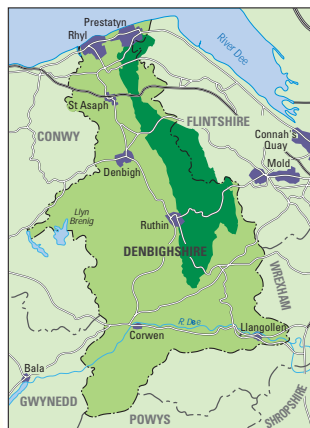 Prestatyn
Rhyl
River Dee
St Asaph
FLINTSHIRE
CONWY
Connah's
Quay
Mold
Denbigh
Llyn
Brenig
Ruthin
DENBIGHSHIRE
WREXHAM
R. Dee
Llangollen
Corwen
Bala
GWYNEDD
POWYS
SHROPSHIRE